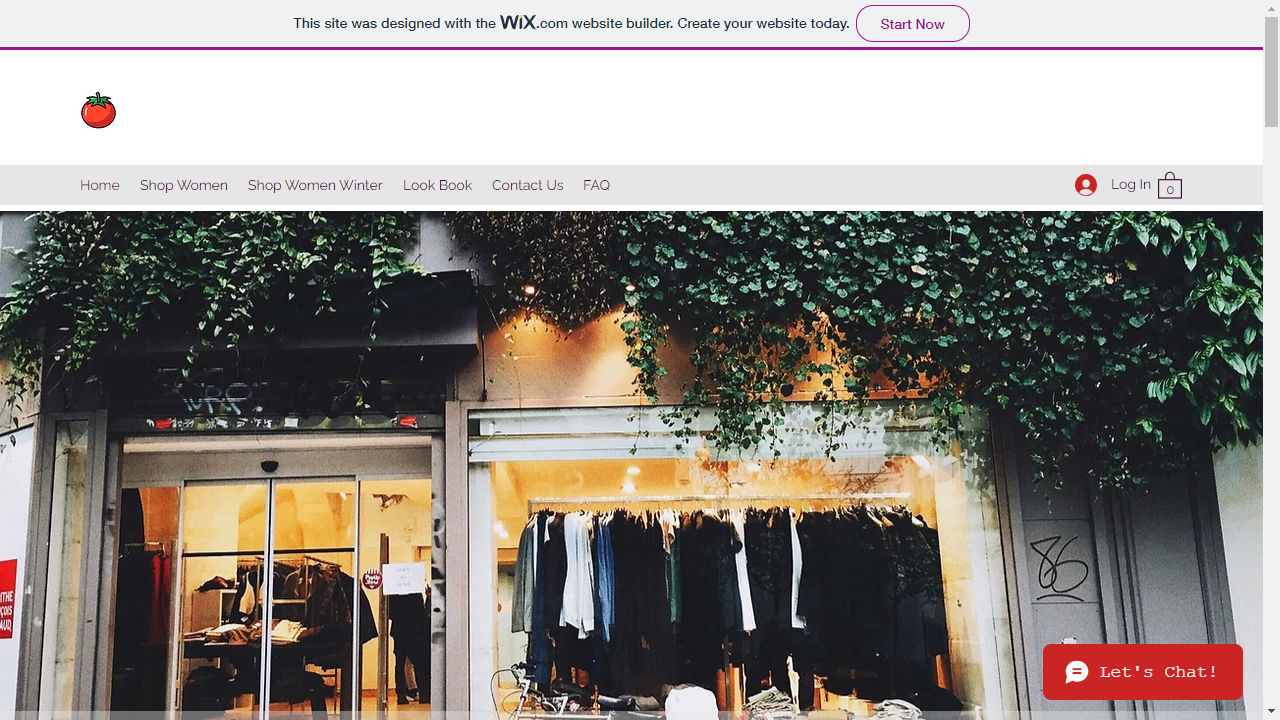 This site was designed with the WiX.com website builder. Create your website today.
Start Now
Home
Shop Women
Shop Women Winter
Look Book
Contact Us
FAQ
Log In
0
86
Let's Chat!